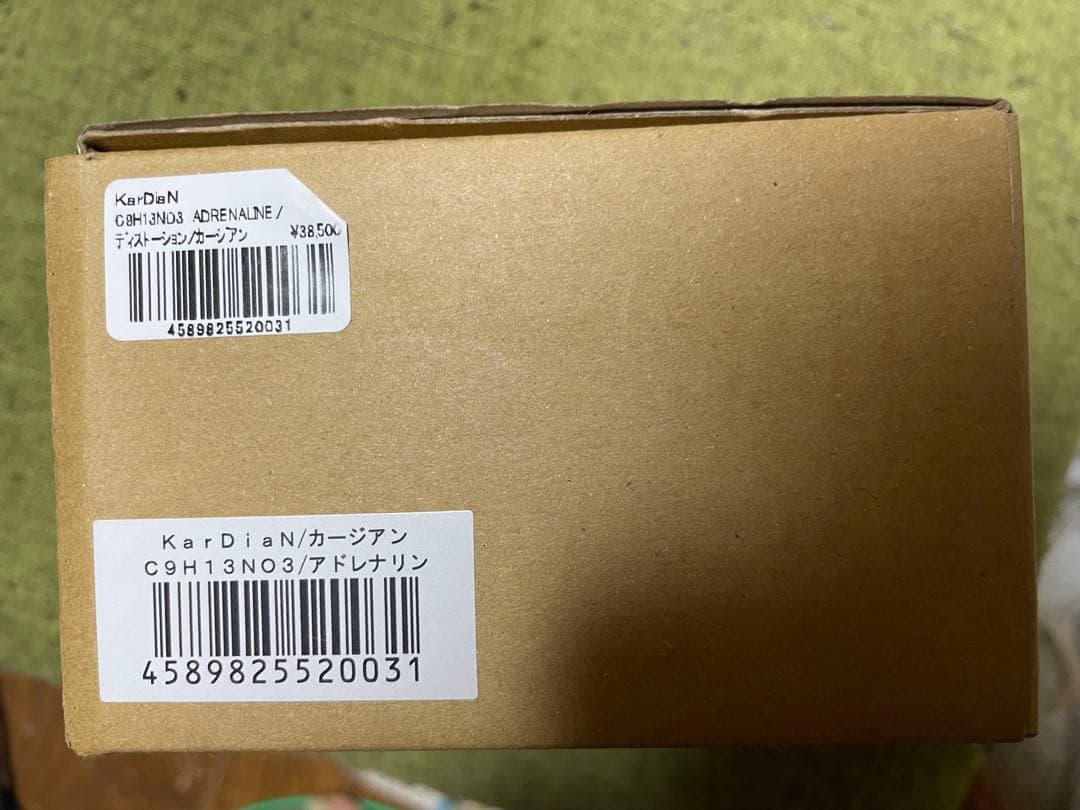 KarDiaN
C9H13NO3 ADRENALINE/
ディストーション/カージアン ¥38,500
4589825520031
KarDiaN/カージアン
C9H13NO3/アドレナリン
4589825520031